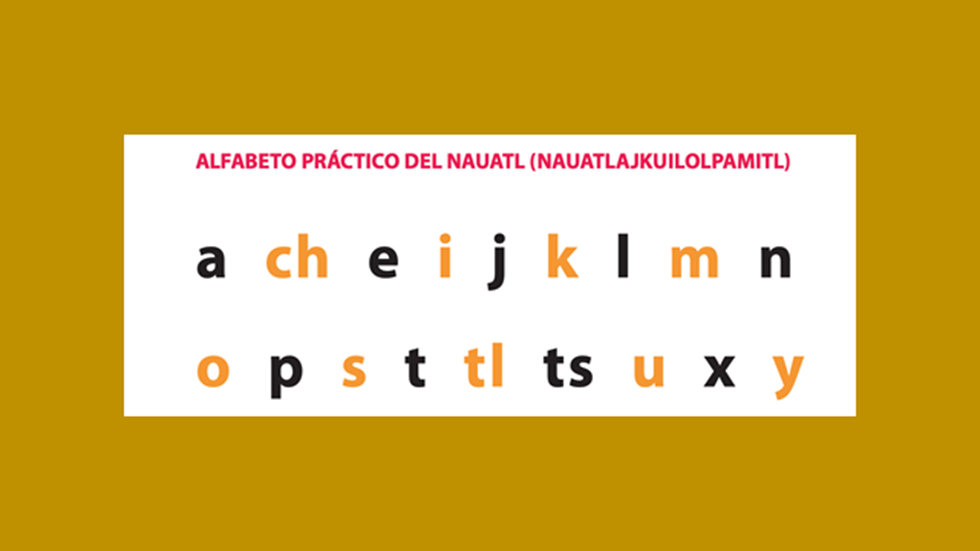 ALFABETO PRÁCTICO DEL NAUATL (NAUATLAJKUILOLPAMITL)
a ch e i j k l m n
o p s t tl ts u x y